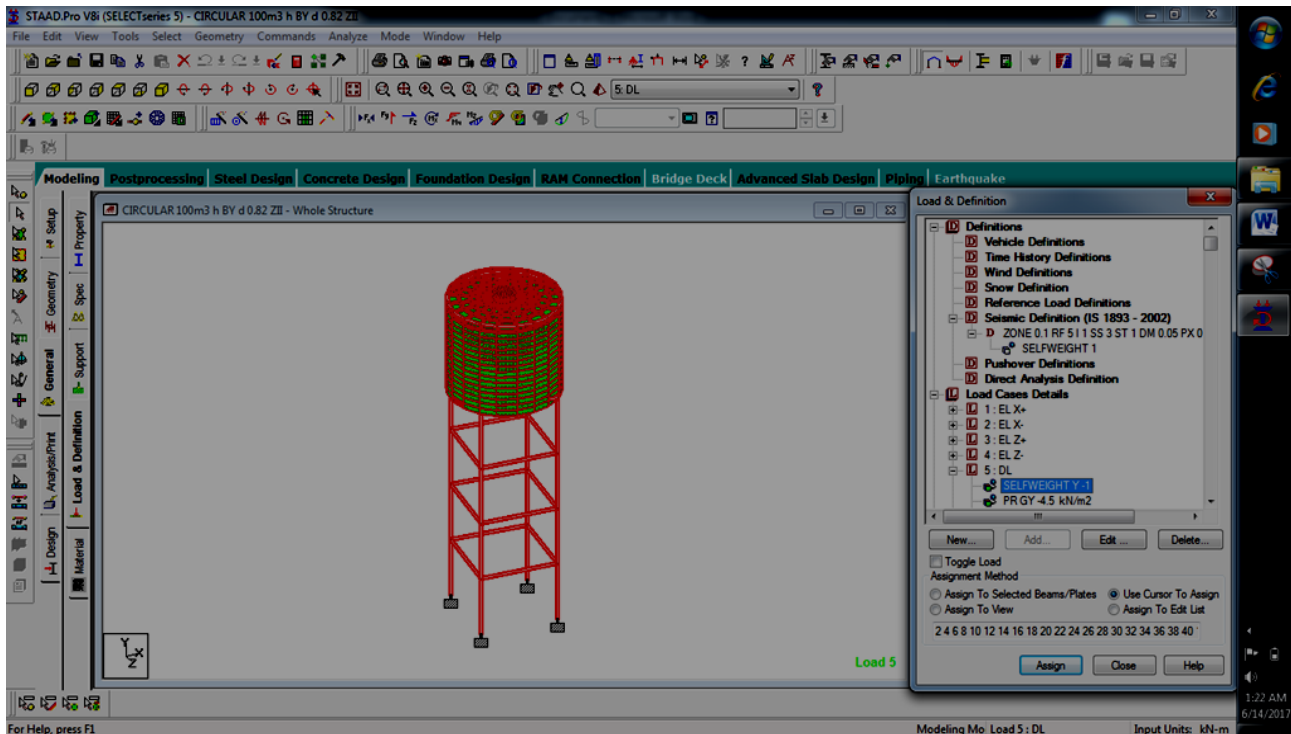 STAAD.Pro V8i (SELECTseries 5) - CIRCULAR 100m3 h BY d 0.82 ZII
File Edit View Tools Select Geometry Commands Analyze Mode Window Help
5: DL
Modeling Postprocessing Steel Design Concrete Design Foundation Design RAM Connection Bridge Deck Advanced Slab Design Piping Earthquake
Setup
Geometry
General
Analysis/Print
Design
Property
Spec
Support
Load & Definition
Material
CIRCULAR 100m3 h BY d 0.82 ZII - Whole Structure
Y
X
Z
Load 5
Load & Definition
Definitions
Vehicle Definitions
Time History Definitions
Wind Definitions
Snow Definition
Reference Load Definitions
Seismic Definition (IS 1893 - 2002)
ZONE 0.1 RF 5 I 1 SS 3 ST 1 DM 0.05 PX 0
SELFWEIGHT 1
Pushover Definitions
Direct Analysis Definition
Load Cases Details
1 : EL X+
2 : EL X-
3 : EL Z+
4 : EL Z-
5 : DL
SELFWEIGHT Y -1
PR GY -4.5 kN/m2
New... Add... Edit ... Delete...
Toggle Load
Assignment Method
Assign To Selected Beams/Plates Use Cursor To Assign
Assign To View Assign To Edit List
2 4 6 8 10 12 14 16 18 20 22 24 26 28 30 32 34 36 38 40
Assign Close Help
1:22 AM
6/14/2017
For Help, press F1 Modeling Mo Load 5 : DL Input Units: kN-m